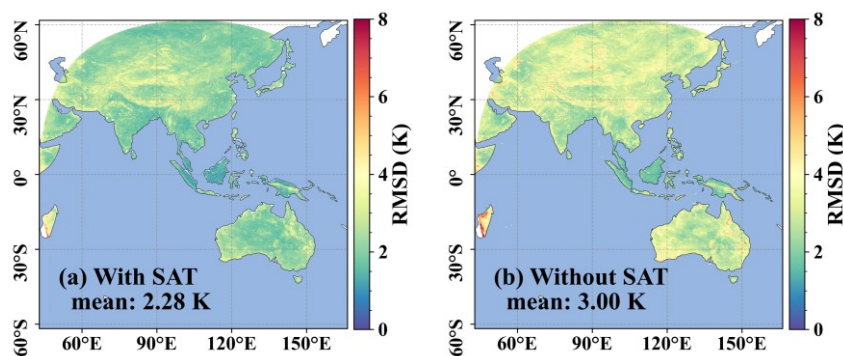 60°N
30°N
0°
30°S
60°S
60°E
90°E
120°E
150°E
(a) With SAT
mean: 2.28 K
8
6
4
2
0
RMSD (K)
60°N
30°N
0°
30°S
60°S
60°E
90°E
120°E
150°E
(b) Without SAT
mean: 3.00 K
8
6
4
2
0
RMSD (K)